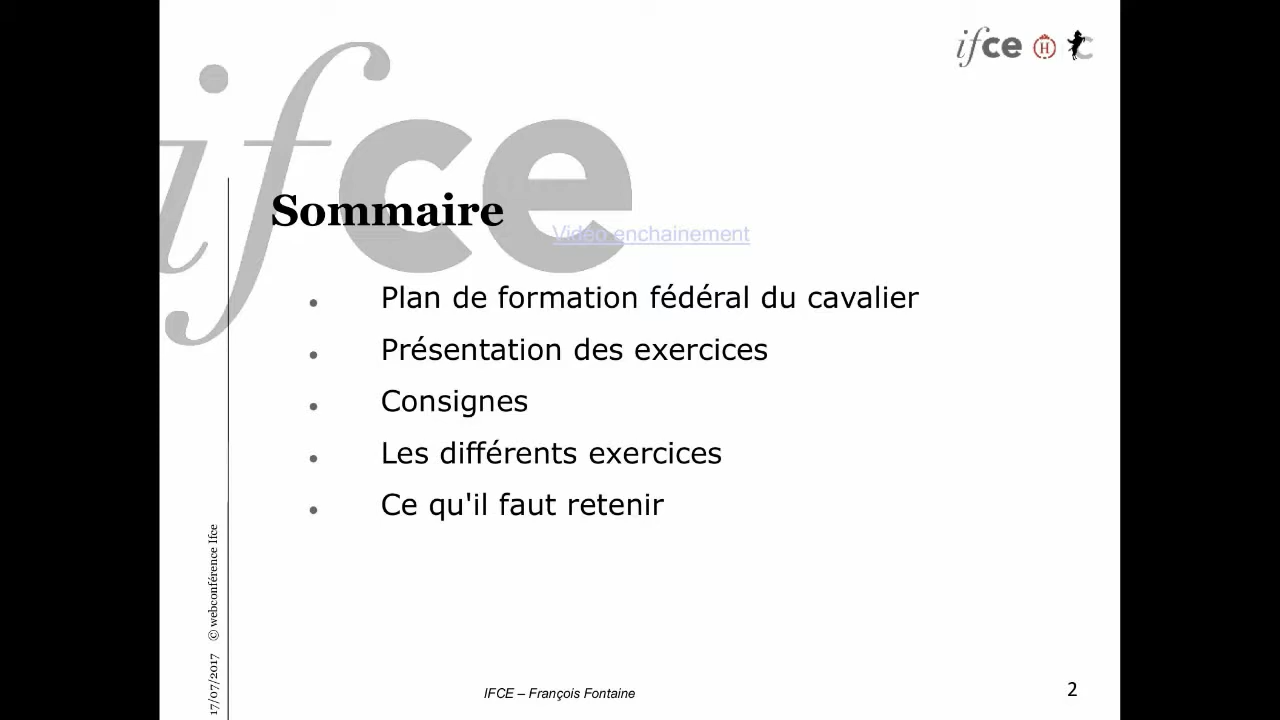 ifce H C
ifce
Sommaire
Vidéo enchainement
• Plan de formation fédéral du cavalier
• Présentation des exercices
• Consignes
• Les différents exercices
• Ce qu'il faut retenir
17/07/2017 © webconférence Ifce
IFCE – François Fontaine
2